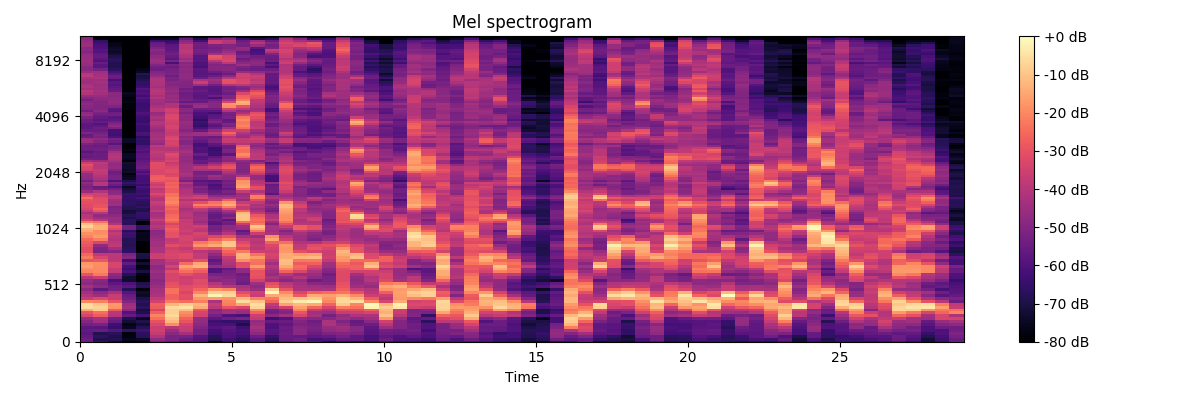 Mel spectrogram
8192
4096
2048
1024
512
0
Hz
0 5 10 15 20 25
Time
+0 dB
-10 dB
-20 dB
-30 dB
-40 dB
-50 dB
-60 dB
-70 dB
-80 dB